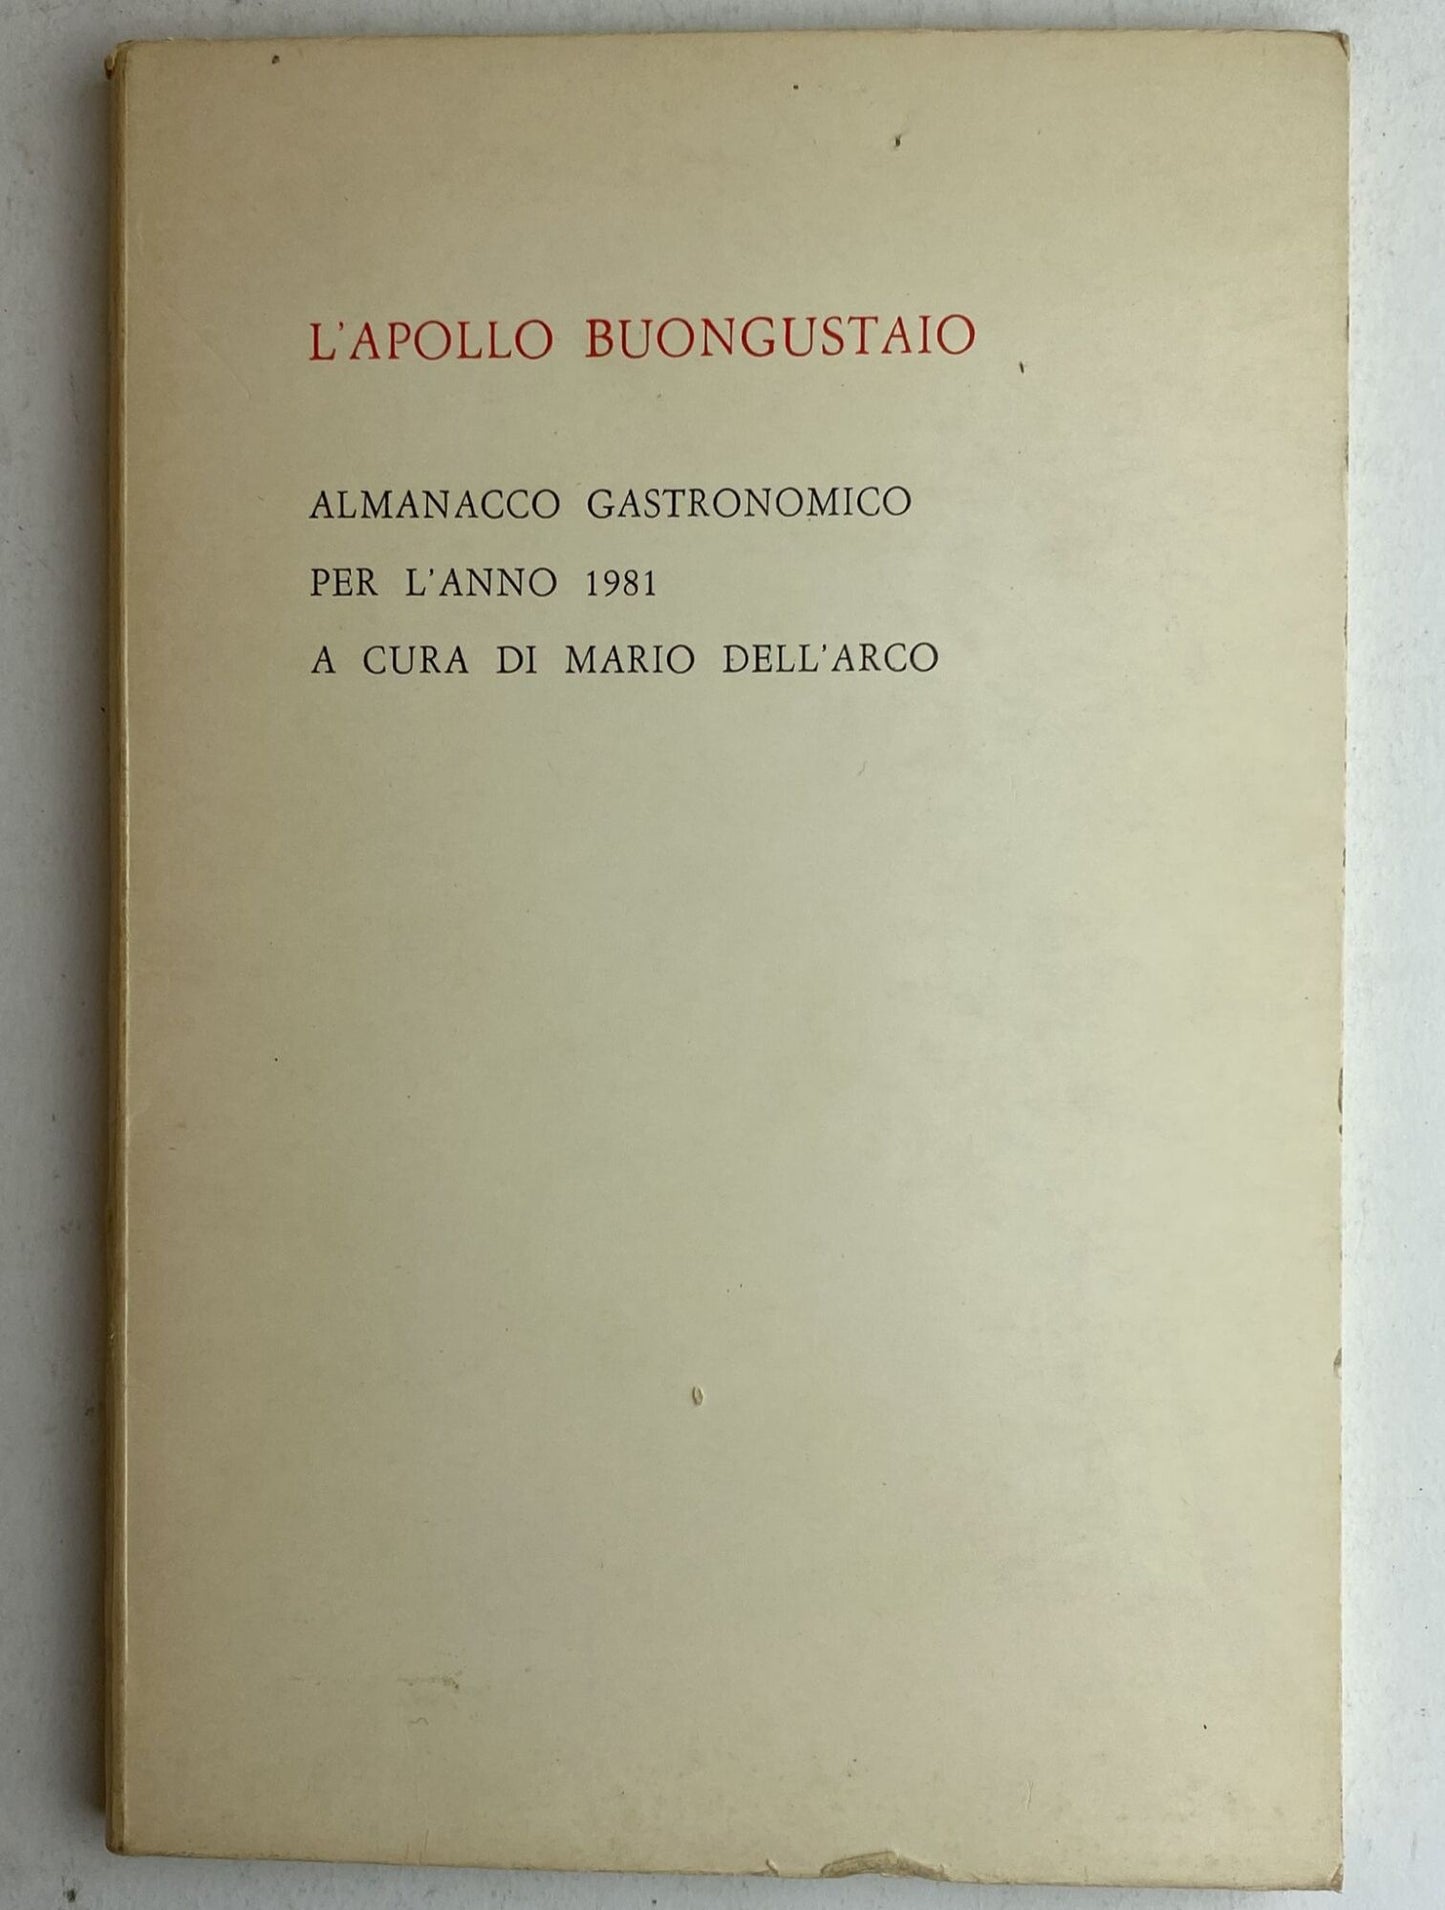 L'APOLLO BUONGUSTAIO
ALMANACCO GASTRONOMICO
PER L'ANNO 1981
A CURA DI MARIO DELL'ARCO